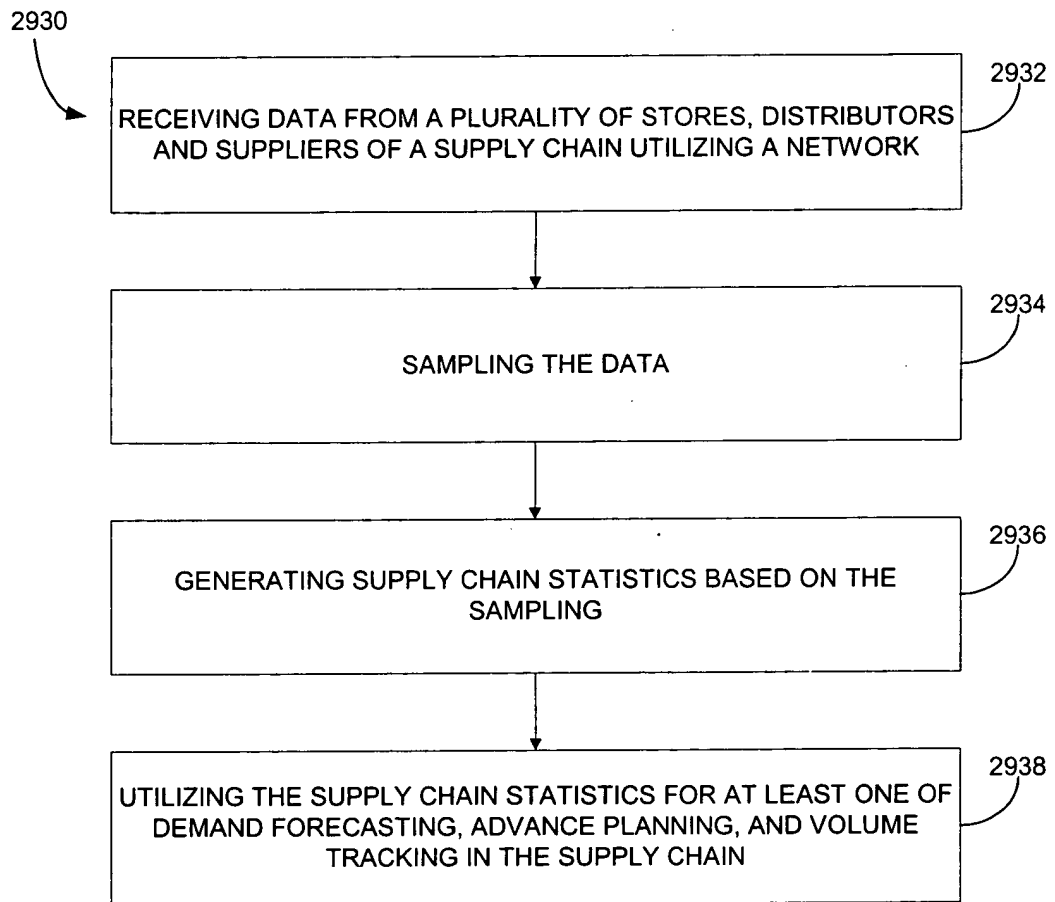 2930
2932
RECEIVING DATA FROM A PLURALITY OF STORES, DISTRIBUTORS
AND SUPPLIERS OF A SUPPLY CHAIN UTILIZING A NETWORK
2934
SAMPLING THE DATA
2936
GENERATING SUPPLY CHAIN STATISTICS BASED ON THE
SAMPLING
2938
UTILIZING THE SUPPLY CHAIN STATISTICS FOR AT LEAST ONE OF
DEMAND FORECASTING, ADVANCE PLANNING, AND VOLUME
TRACKING IN THE SUPPLY CHAIN